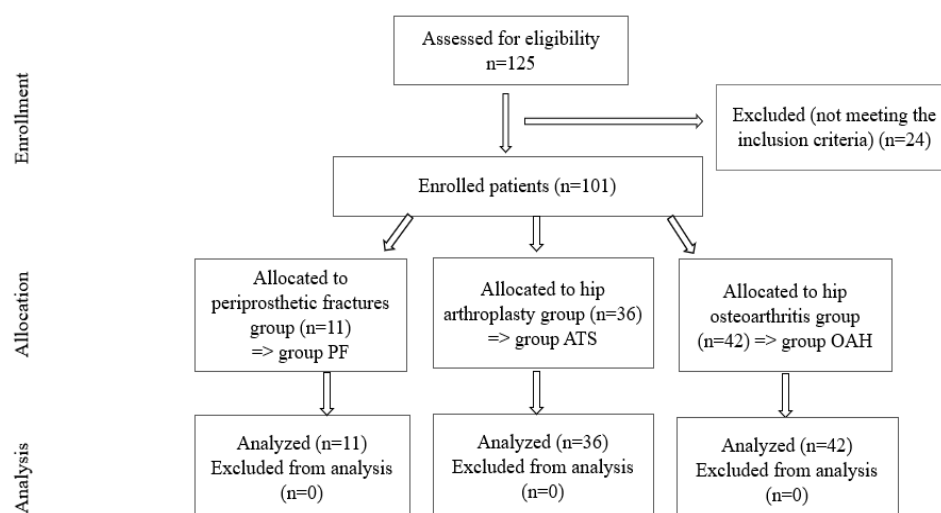 Enrollment
Assessed for eligibility
n=125
Excluded (not meeting the
inclusion criteria) (n=24)
Enrolled patients (n=101)
Allocation
Allocated to
periprosthetic fractures
group (n=11)
=> group PF
Allocated to hip
arthroplasty group (n=36)
=> group ATS
Allocated to hip
osteoarthritis group
(n=42) => group OAH
Analysis
Analyzed (n=11)
Excluded from analysis
(n=0)
Analyzed (n=36)
Excluded from analysis
(n=0)
Analyzed (n=42)
Excluded from analysis
(n=0)